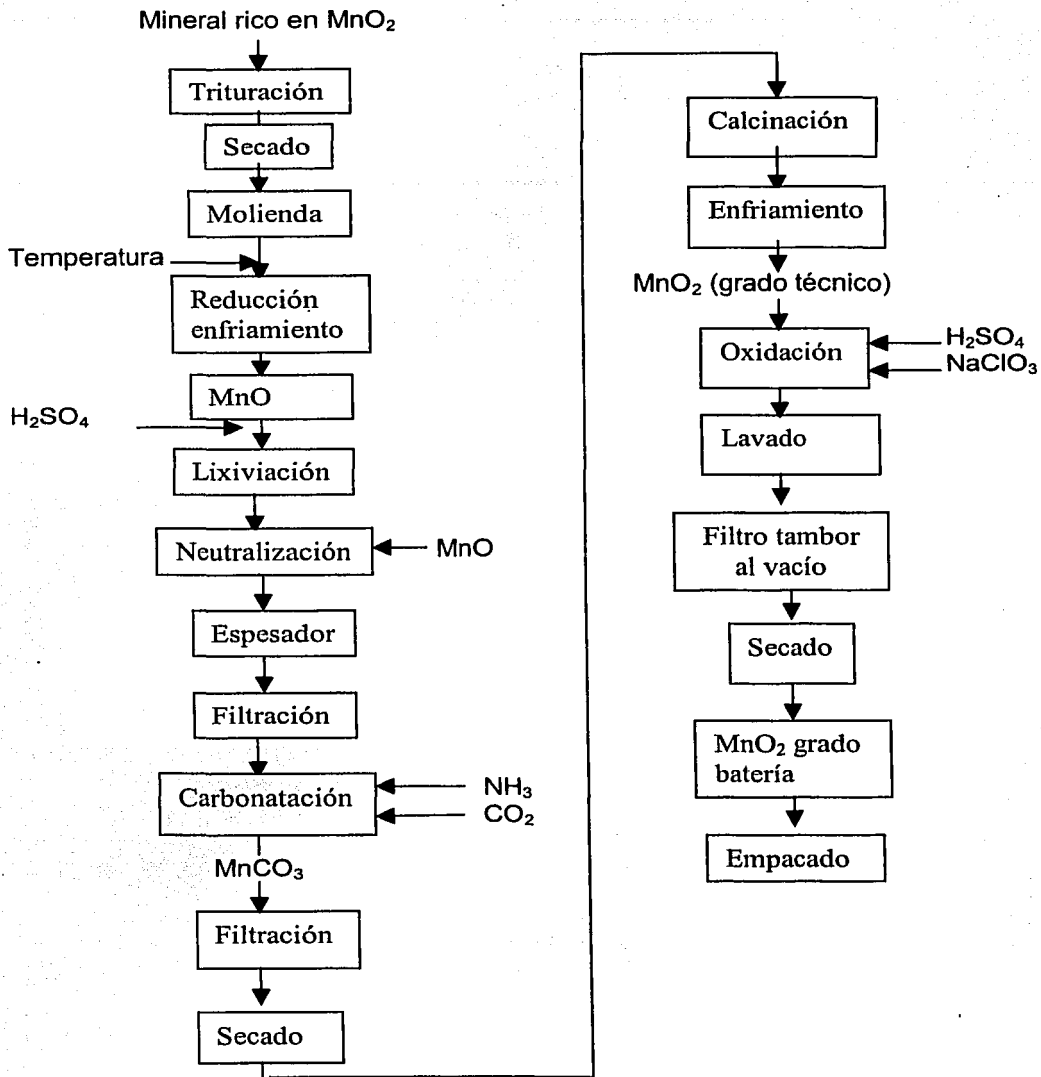 Mineral rico en MnO₂
Trituración
Secado
Molienda
Temperatura
Reducción
enfriamiento
MnO
H₂SO₄
Lixiviación
Neutralización
MnO
Espesador
Filtración
Carbonatación
NH₃
CO₂
MnCO₃
Filtración
Secado
Calcinación
Enfriamiento
MnO₂ (grado técnico)
Oxidación
H₂SO₄
NaClO₃
Lavado
Filtro tambor
al vacío
Secado
MnO₂ grado
batería
Empacado